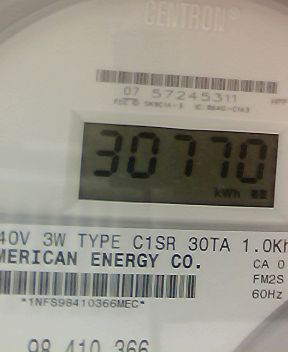 CENTRON®
07 57245311
30770
kWh
40V 3W TYPE C1SR 30TA 1.0Kh
MERICAN ENERGY CO.
CA 0
FM2S
60Hz
*1NFS98410366MEC*
98 410 366